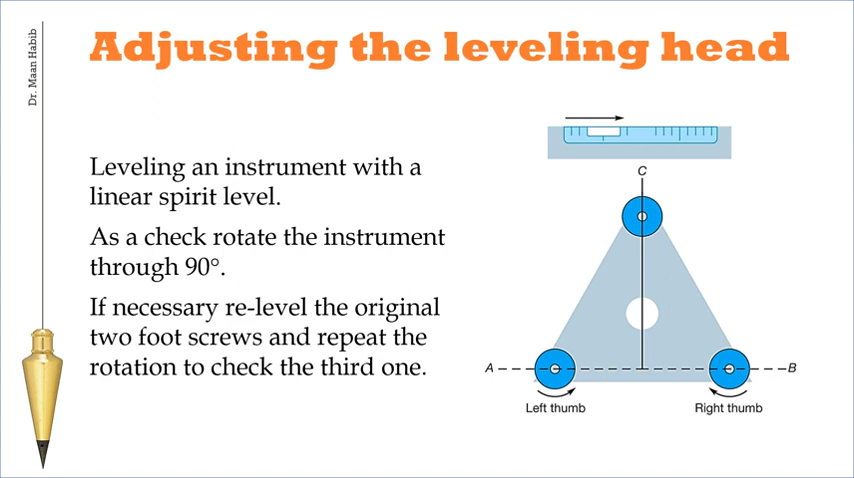 Adjusting the leveling head
Dr. Maan Habib
Leveling an instrument with a
linear spirit level.
As a check rotate the instrument
through 90°.
If necessary re-level the original
two foot screws and repeat the
rotation to check the third one.
C
A
B
Left thumb
Right thumb